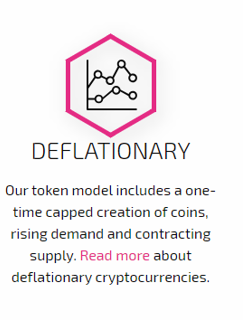 DEFLATIONARY
Our token model includes a one-
time capped creation of coins,
rising demand and contracting
supply. Read more about
deflationary cryptocurrencies.